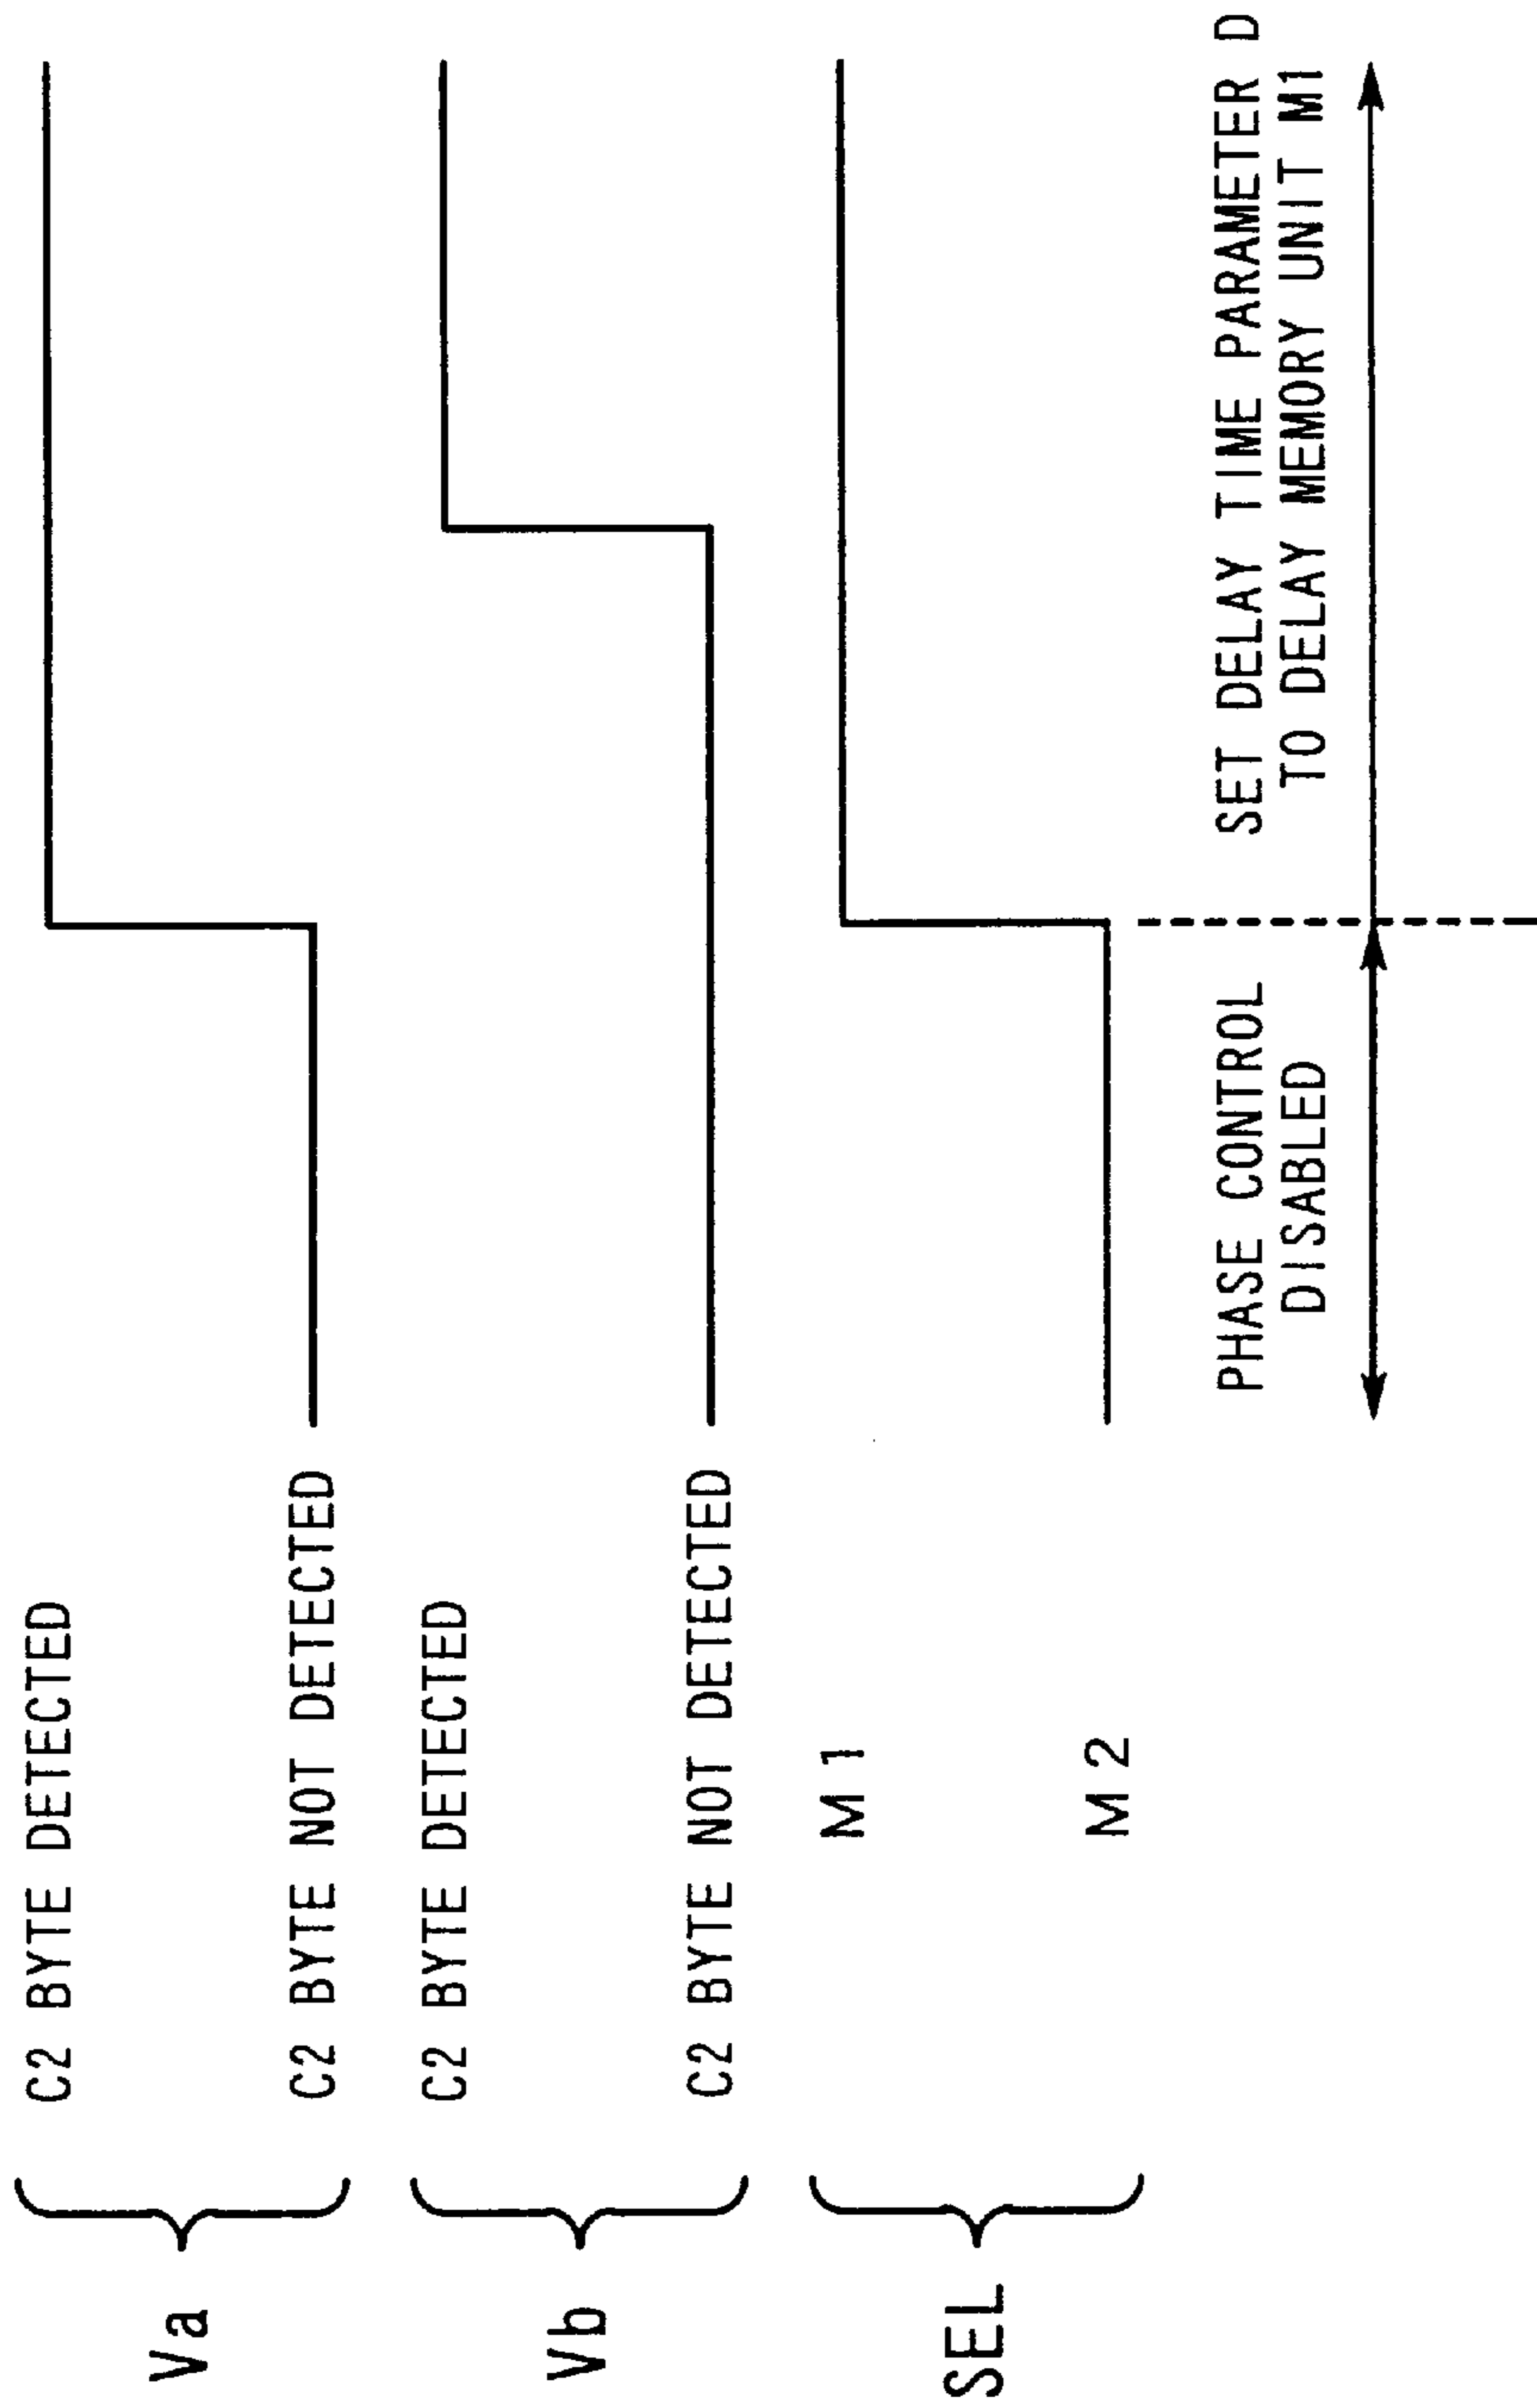 Va
C2 BYTE DETECTED
C2 BYTE NOT DETECTED
Vb
C2 BYTE DETECTED
C2 BYTE NOT DETECTED
SEL
M1
M2
PHASE CONTROL
DISABLED
SET DELAY TIME PARAMETER D
TO DELAY MEMORY UNIT M1